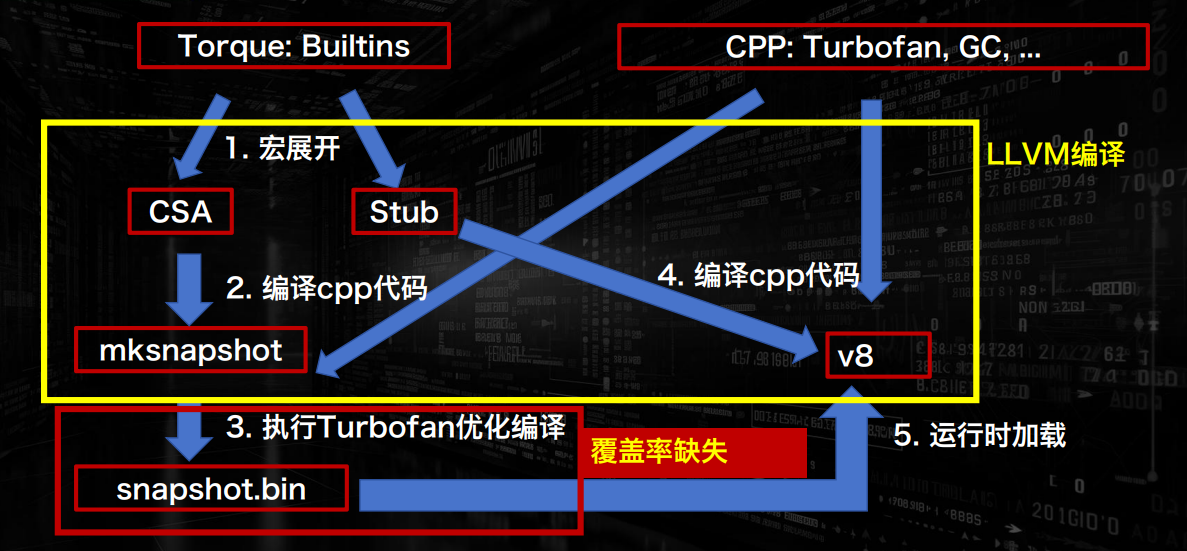 Torque: Builtins
CPP: Turbofan, GC, ...
1. 宏展开
LLVM编译
CSA
Stub
2. 编译cpp代码
4. 编译cpp代码
mksnapshot
v8
3. 执行Turbofan优化编译
覆盖率缺失
5. 运行时加载
snapshot.bin